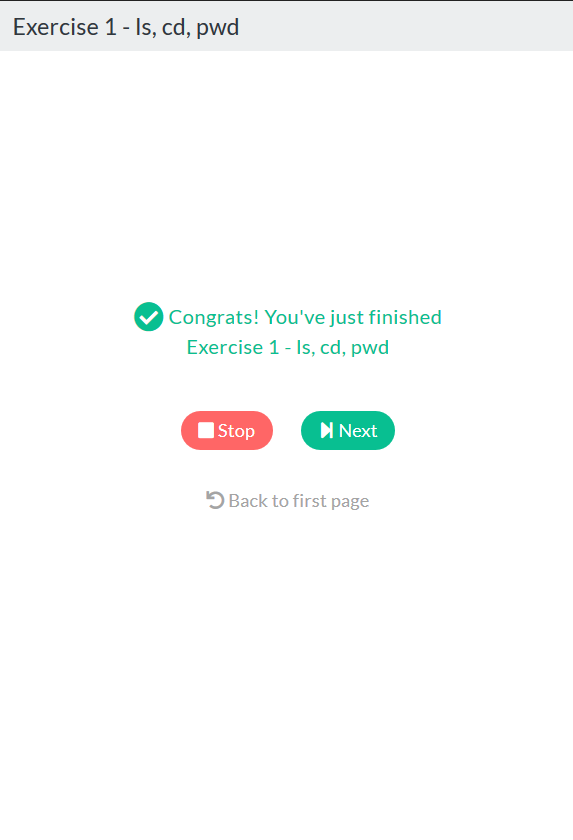 Exercise 1 - ls, cd, pwd
Congrats! You've just finished
Exercise 1 - ls, cd, pwd
Stop Next
Back to first page